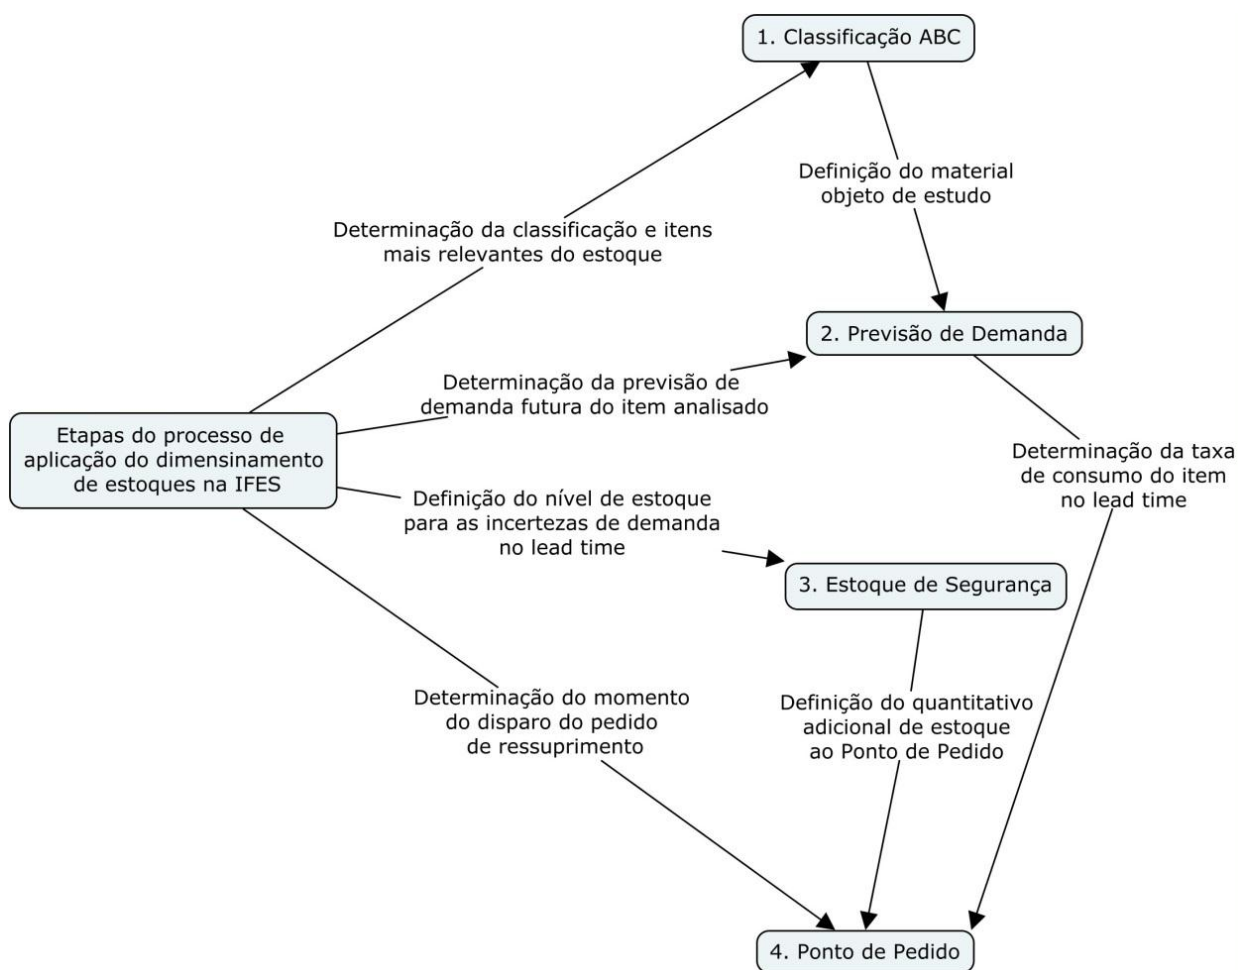 1. Classificação ABC
Definição do material
objeto de estudo
Determinação da classificação e itens
mais relevantes do estoque
2. Previsão de Demanda
Determinação da previsão de
demanda futura do item analisado
Etapas do processo de
aplicação do dimensinamento
de estoques na IFES
Determinação da taxa
de consumo do item
no lead time
Definição do nível de estoque
para as incertezas de demanda
no lead time
3. Estoque de Segurança
Determinação do momento
do disparo do pedido
de ressuprimento
Definição do quantitativo
adicional de estoque
ao Ponto de Pedido
4. Ponto de Pedido